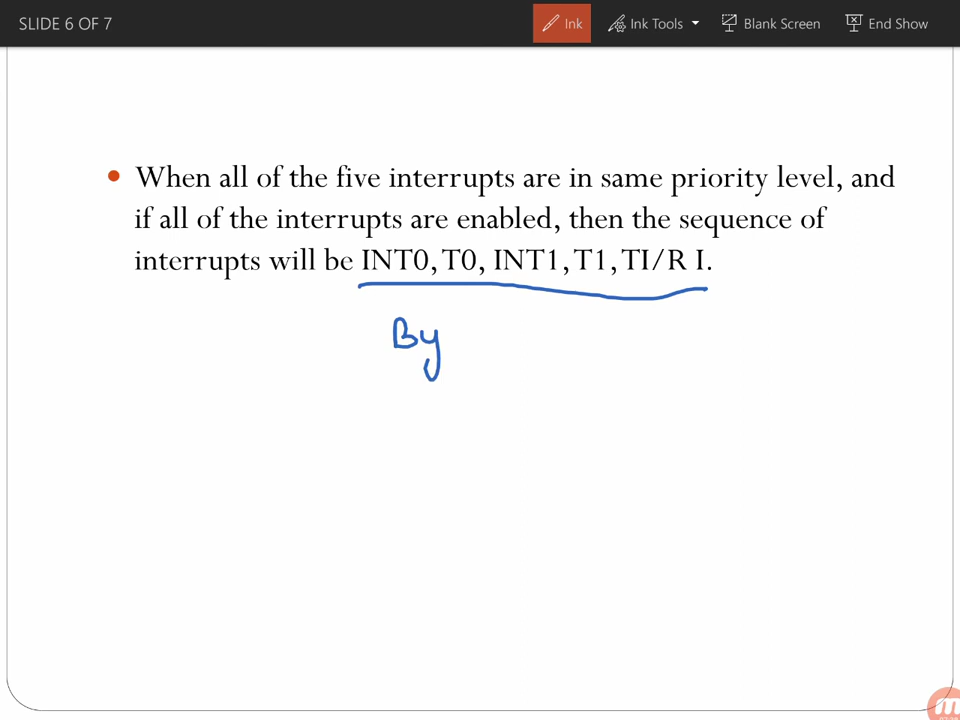 SLIDE 6 OF 7 Ink Ink Tools Blank Screen End Show
• When all of the five interrupts are in same priority level, and
if all of the interrupts are enabled, then the sequence of
interrupts will be INT0, T0, INT1, T1, TI/R I.
By